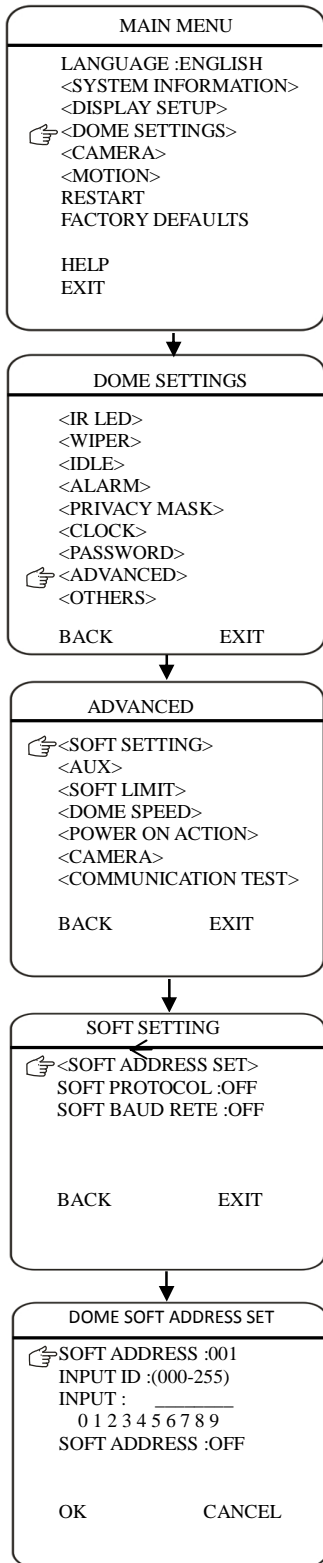 MAIN MENU
LANGUAGE :ENGLISH
<SYSTEM INFORMATION>
<DISPLAY SETUP>
<DOME SETTINGS>
<CAMERA>
<MOTION>
RESTART
FACTORY DEFAULTS
HELP
EXIT
DOME SETTINGS
<IR LED>
<WIPER>
<IDLE>
<ALARM>
<PRIVACY MASK>
<CLOCK>
<PASSWORD>
<ADVANCED>
<OTHERS>
BACK EXIT
ADVANCED
<SOFT SETTING>
<AUX>
<SOFT LIMIT>
<DOME SPEED>
<POWER ON ACTION>
<CAMERA>
<COMMUNICATION TEST>
BACK EXIT
SOFT SETTING
<SOFT ADDRESS SET>
SOFT PROTOCOL :OFF
SOFT BAUD RETE :OFF
BACK EXIT
DOME SOFT ADDRESS SET
SOFT ADDRESS :001
INPUT ID :(000-255)
INPUT : ________
0 1 2 3 4 5 6 7 8 9
SOFT ADDRESS :OFF
OK CANCEL